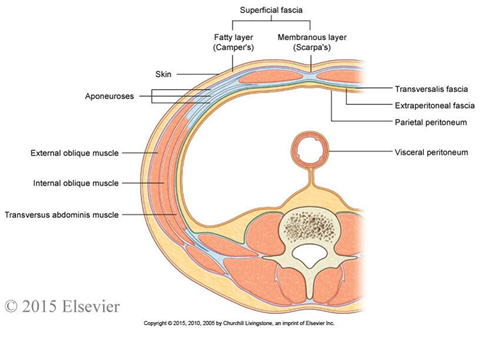 Superficial fascia
Fatty layer
(Camper's)
Membranous layer
(Scarpa's)
Skin
Aponeuroses
Transversalis fascia
Extraperitoneal fascia
Parietal peritoneum
External oblique muscle
Visceral peritoneum
Internal oblique muscle
Transversus abdominis muscle
© 2015 Elsevier
Copyright © 2015, 2010, 2005 by Churchill Livingstone, an imprint of Elsevier Inc.